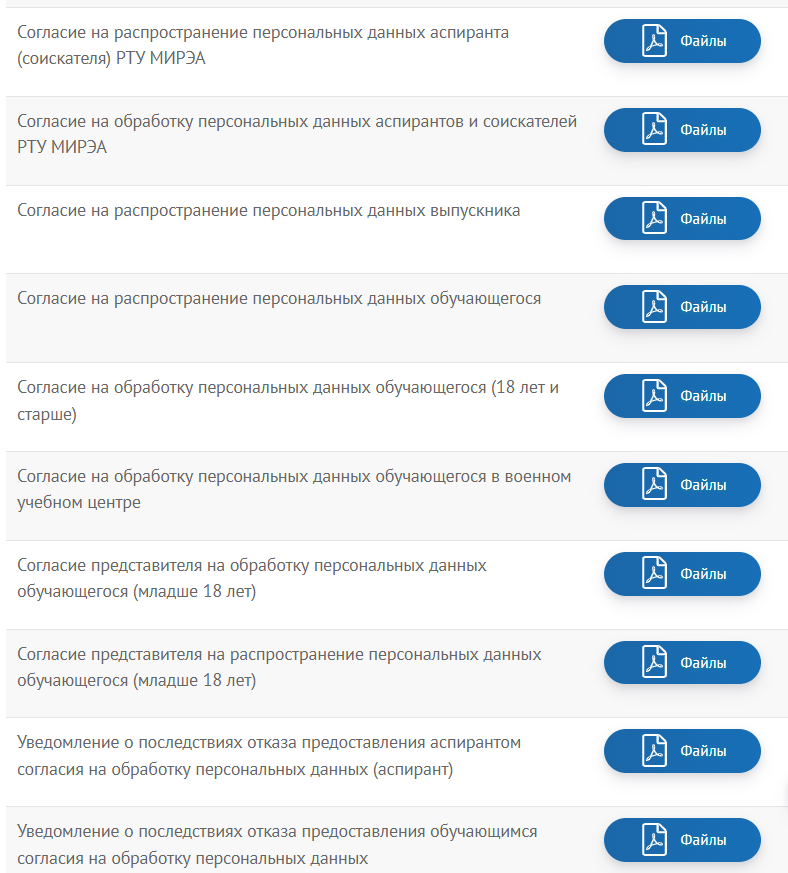 Согласие на распространение персональных данных аспиранта
(соискателя) РТУ МИРЭА
Файлы
Согласие на обработку персональных данных аспирантов и соискателей
РТУ МИРЭА
Файлы
Согласие на распространение персональных данных выпускника
Файлы
Согласие на распространение персональных данных обучающегося
Файлы
Согласие на обработку персональных данных обучающегося (18 лет и
старше)
Файлы
Согласие на обработку персональных данных обучающегося в военном
учебном центре
Файлы
Согласие представителя на обработку персональных данных
обучающегося (младше 18 лет)
Файлы
Согласие представителя на распространение персональных данных
обучающегося (младше 18 лет)
Файлы
Уведомление о последствиях отказа предоставления аспирантом
согласия на обработку персональных данных (аспирант)
Файлы
Уведомление о последствиях отказа предоставления обучающимся
согласия на обработку персональных данных
Файлы